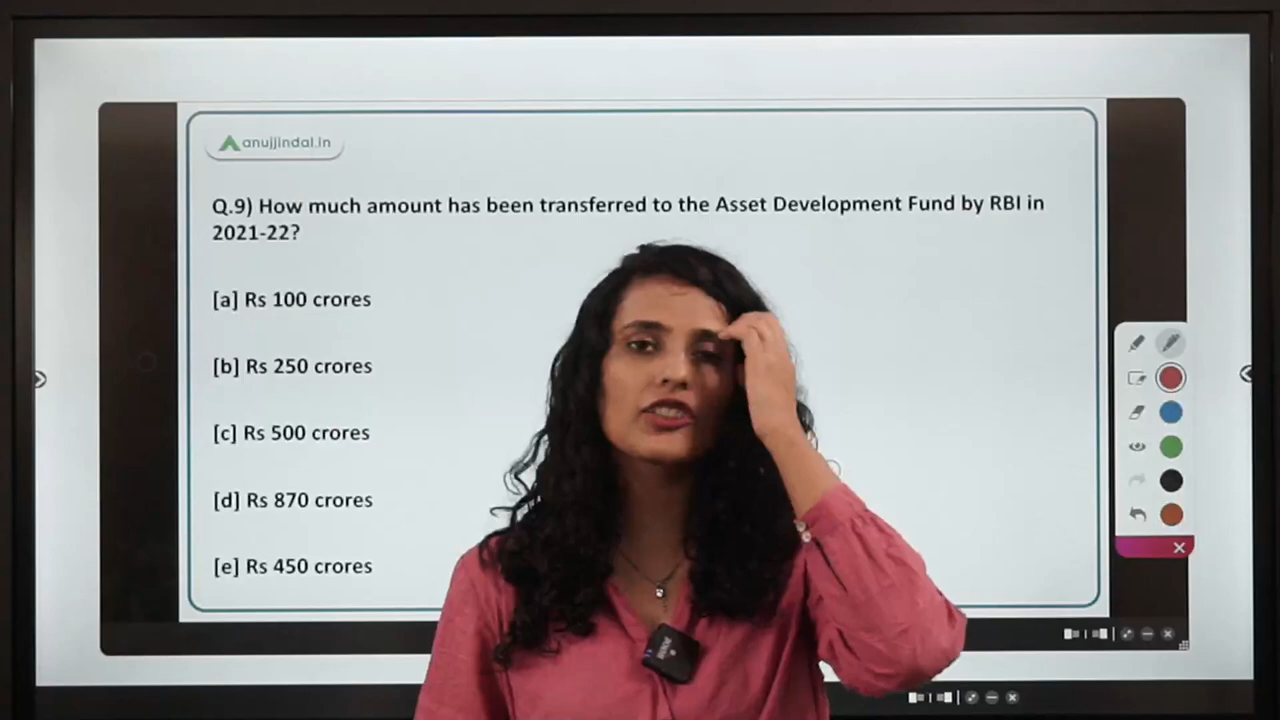 anujjindal.in
Q.9) How much amount has been transferred to the Asset Development Fund by RBI in
2021-22?
[a] Rs 100 crores
[b] Rs 250 crores
[c] Rs 500 crores
[d] Rs 870 crores
[e] Rs 450 crores